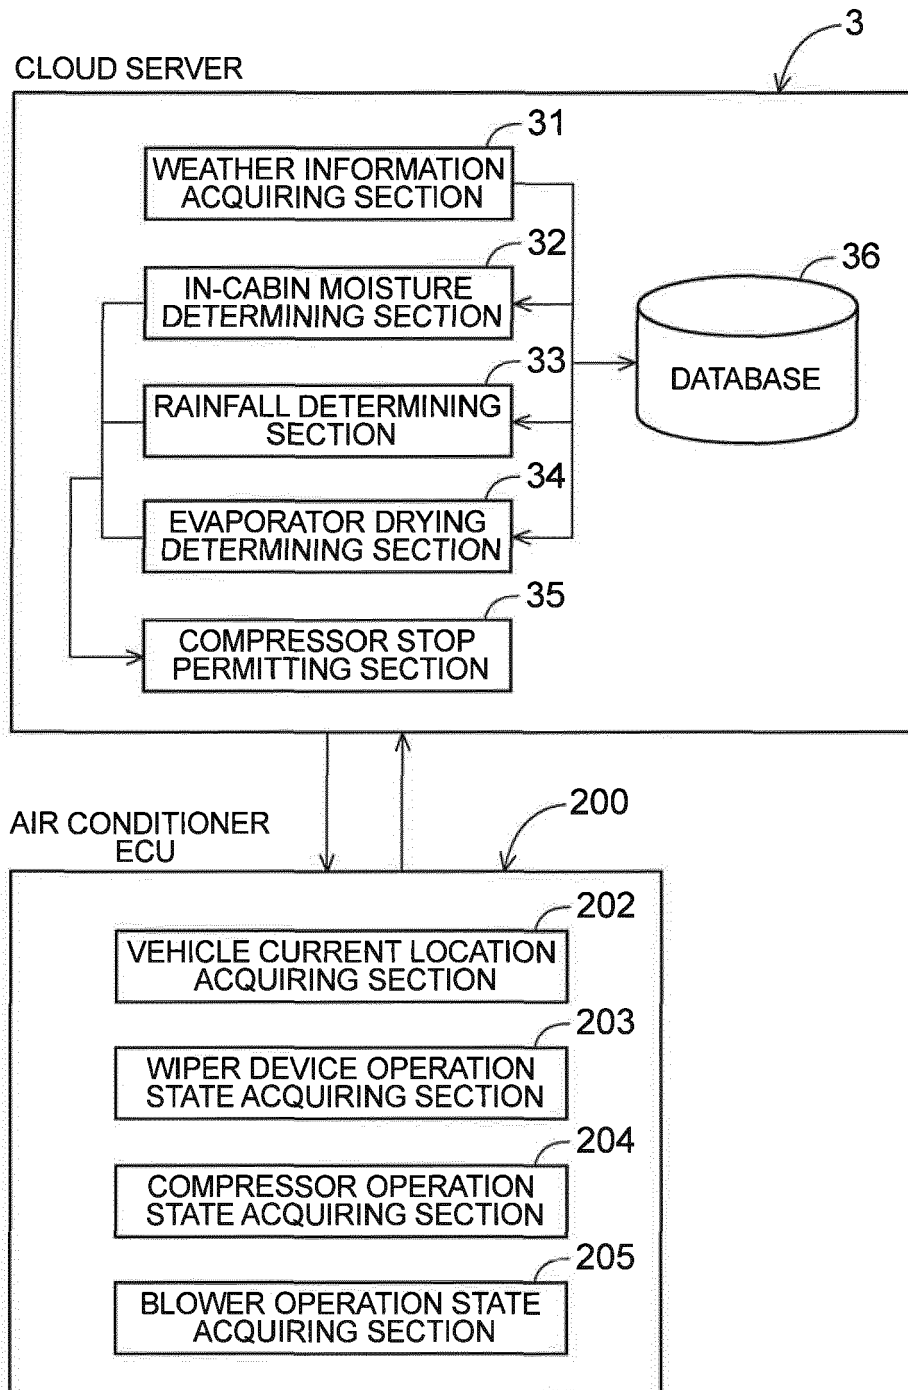 3
CLOUD SERVER
31
WEATHER INFORMATION
ACQUIRING SECTION
32
IN-CABIN MOISTURE
DETERMINING SECTION
36
DATABASE
33
RAINFALL DETERMINING
SECTION
34
EVAPORATOR DRYING
DETERMINING SECTION
35
COMPRESSOR STOP
PERMITTING SECTION
AIR CONDITIONER
ECU
200
202
VEHICLE CURRENT LOCATION
ACQUIRING SECTION
203
WIPER DEVICE OPERATION
STATE ACQUIRING SECTION
204
COMPRESSOR OPERATION
STATE ACQUIRING SECTION
205
BLOWER OPERATION STATE
ACQUIRING SECTION